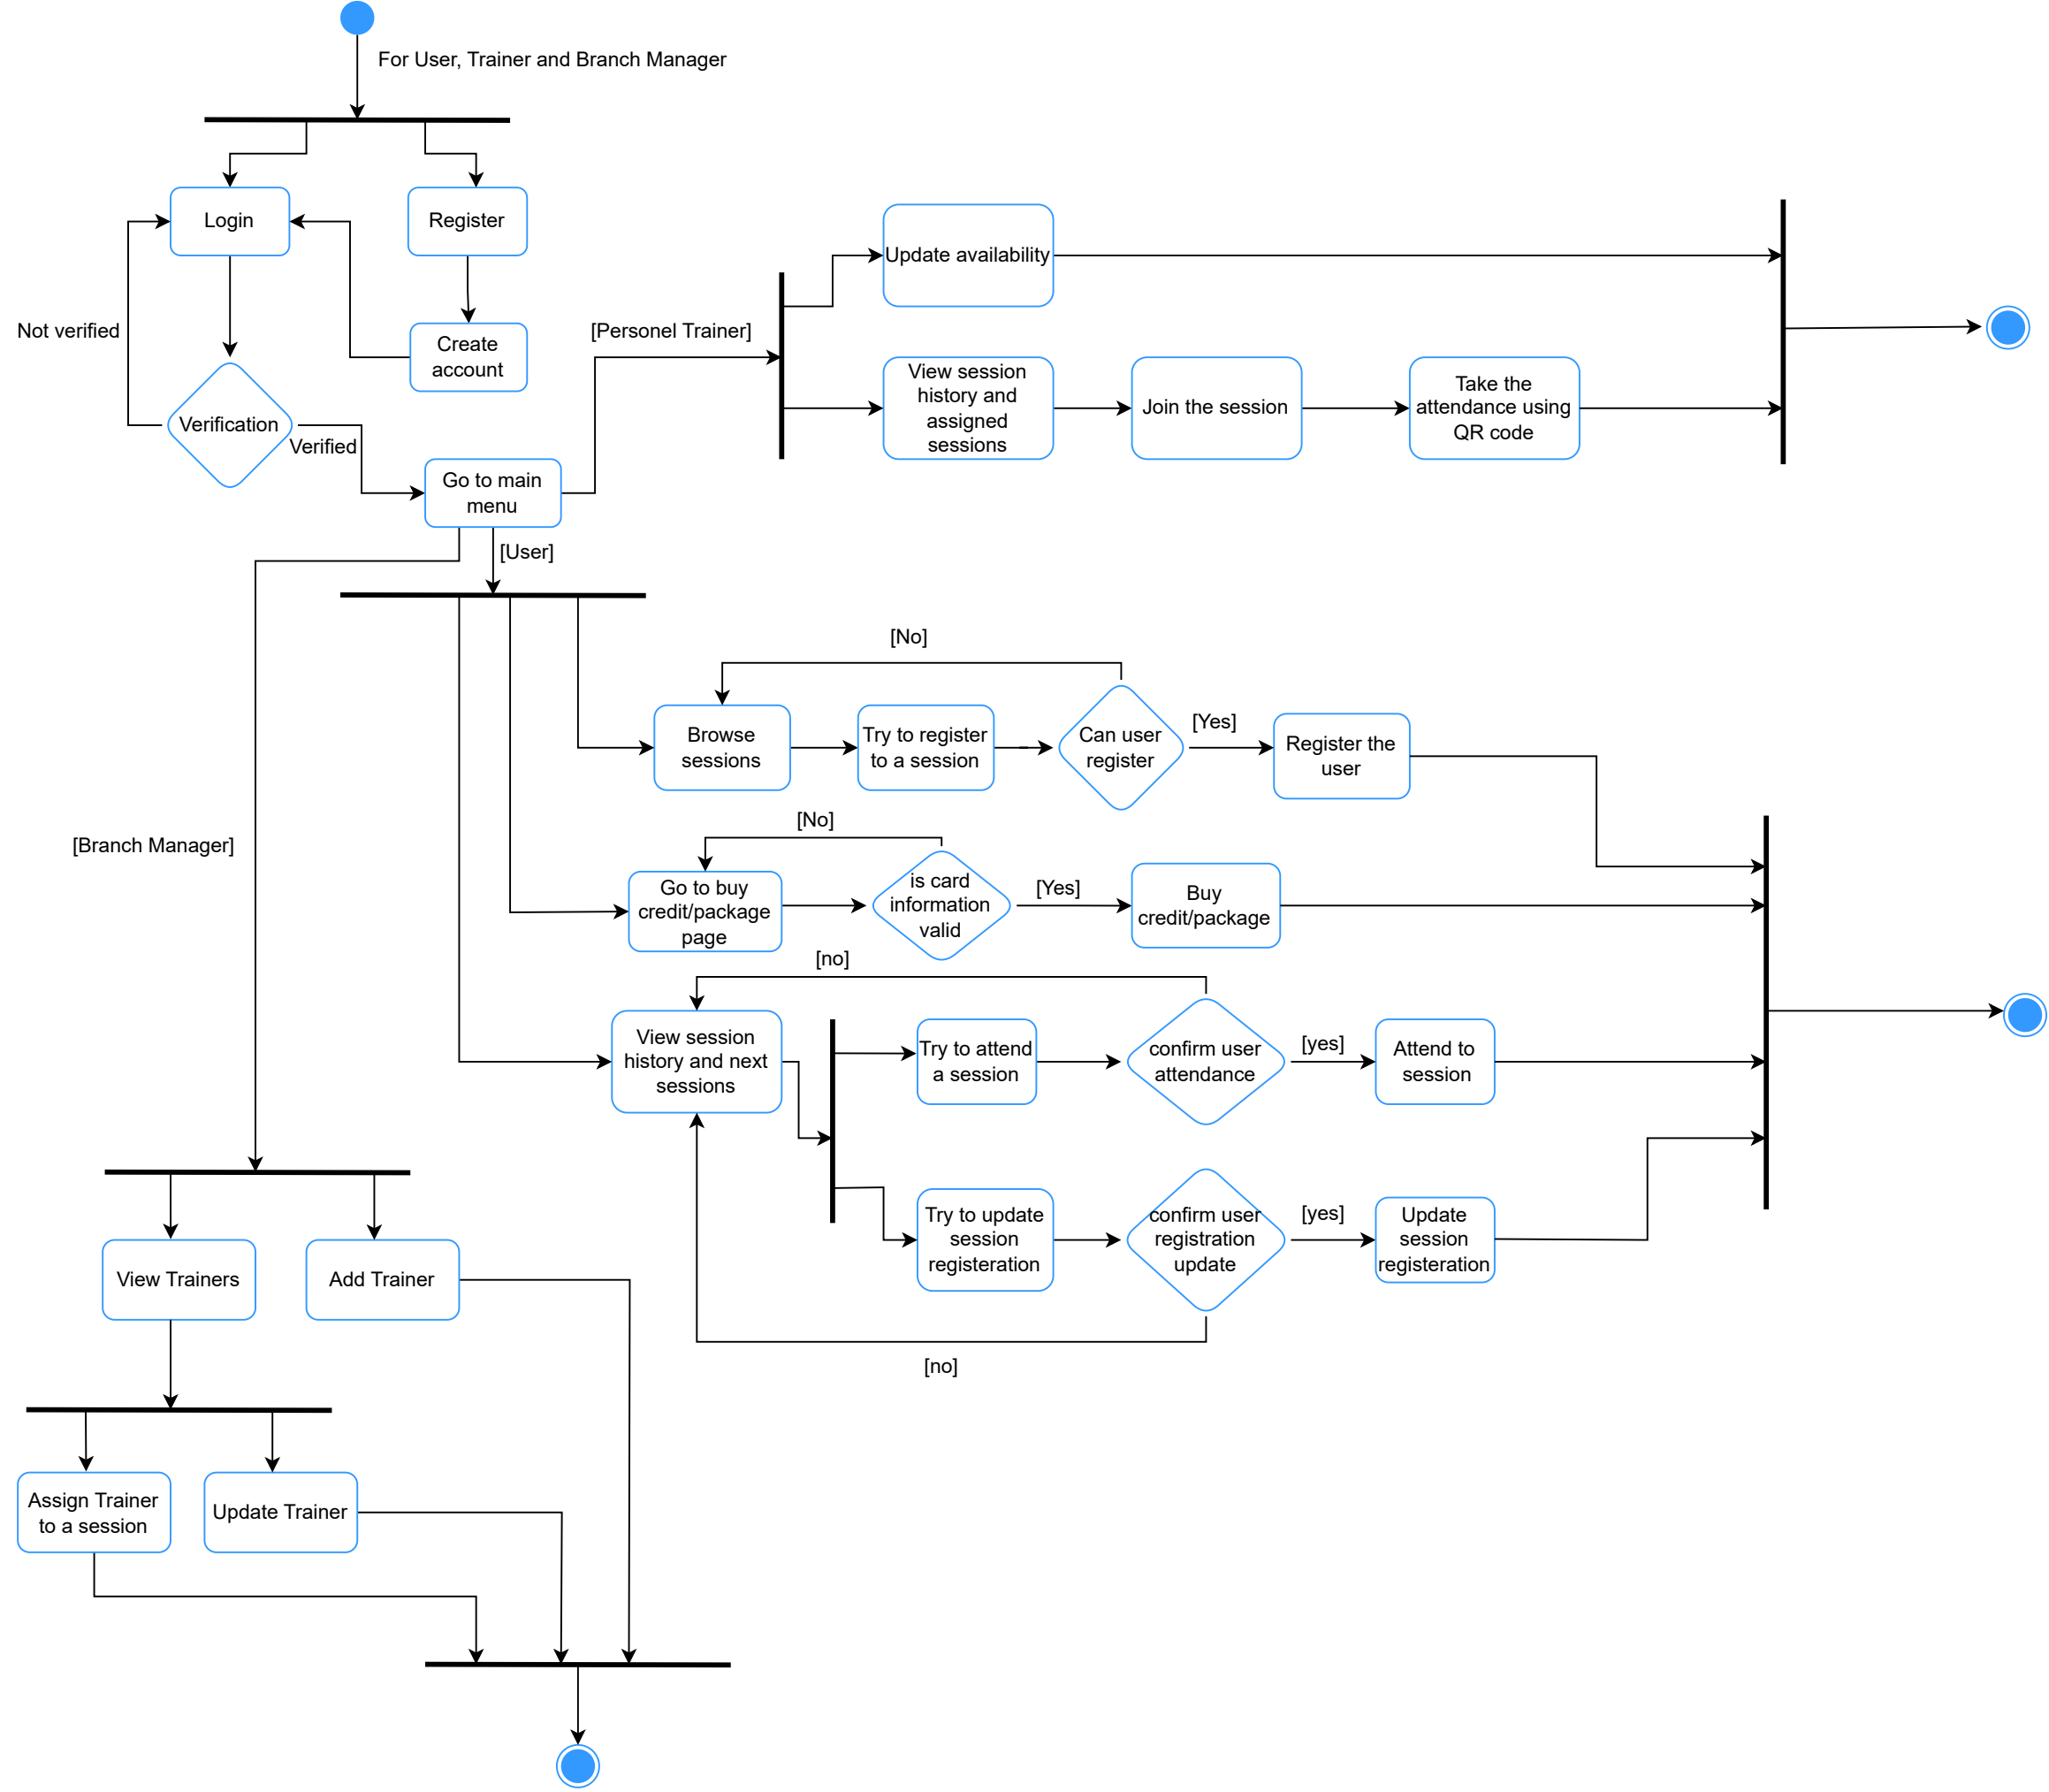 For User, Trainer and Branch Manager
Login
Register
Update availability
Not verified
Create
account
[Personel Trainer]
View session
history and
assigned
sessions
Join the session
Take the
attendance using
QR code
Verification
Verified
Go to main
menu
[User]
[No]
Browse
sessions
Try to register
to a session
Can user
register
[Yes]
Register the
user
[Branch Manager]
[No]
Go to buy
credit/package
page
is card
information
valid
[Yes]
Buy
credit/package
[no]
View session
history and next
sessions
Try to attend
a session
confirm user
attendance
[yes]
Attend to
session
Try to update
session
registeration
confirm user
registration
update
[yes]
Update
session
registeration
[no]
View Trainers
Add Trainer
Assign Trainer
to a session
Update Trainer